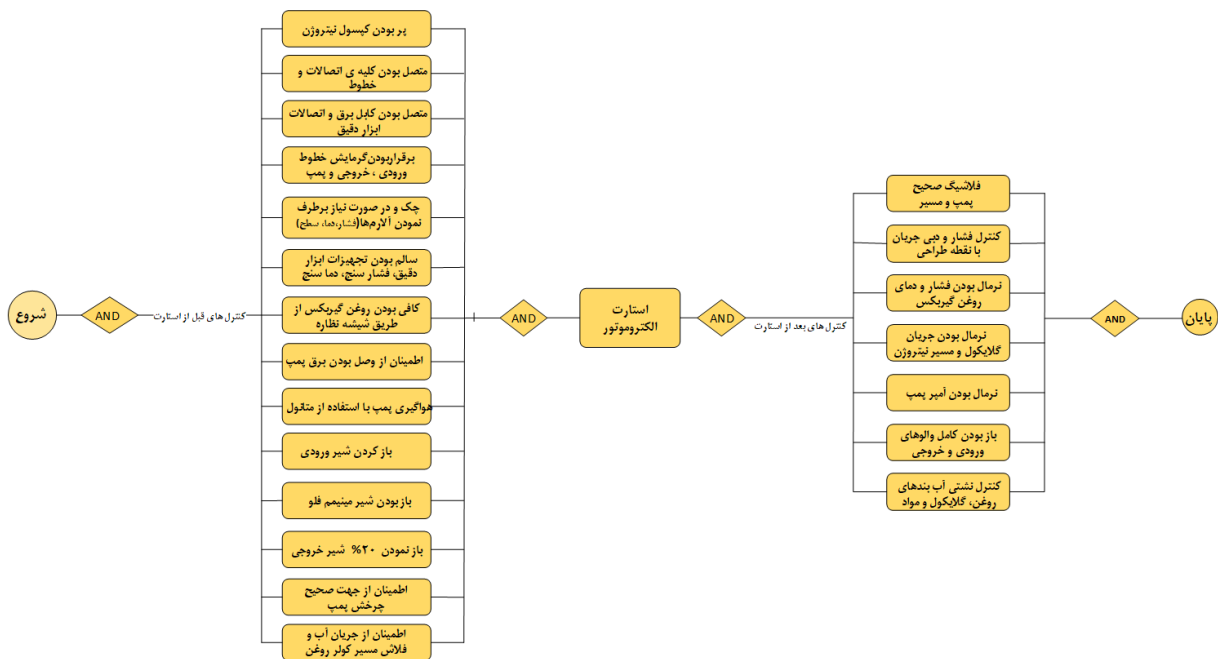 شروع
AND
کنترل های قبل از استارت
پر بودن کپسول نیتروژن
متصل بودن کلیه ی اتصالات و
خطوط
متصل بودن کابل برق و اتصالات
ابزار دقیق
برقراربودن گرمایش خطوط
ورودی ، خروجی و پمپ
چک و در صورت نیاز برطرف
نمودن آلارم‌ها(فشار،دما، سطح)
سالم بودن تجهیزات ابزار
دقیق، فشار سنج، دما سنج
کافی بودن روغن گیربکس از
طریق شیشه نظاره
اطمینان از وصل بودن برق پمپ
هواگیری پمپ با استفاده از متانول
باز کردن شیر ورودی
باز بودن شیر مینیمم فلو
باز نمودن ۲۰% شیر خروجی
اطمینان از جهت صحیح
چرخش پمپ
اطمینان از جریان آب و
فلاش مسیر کولر روغن
AND
استارت
الکتروموتور
AND
کنترل های بعد از استارت
فلاشیگ صحیح
پمپ و مسیر
کنترل فشار و دبی جریان
با نقطه طراحی
نرمال بودن فشار و دمای
روغن گیربکس
نرمال بودن جریان
گلایکول و مسیر نیتروژن
نرمال بودن آمپر پمپ
باز بودن کامل والوهای
ورودی و خروجی
کنترل نشتی آب بندهای
روغن، گلایکول و مواد
AND
پایان